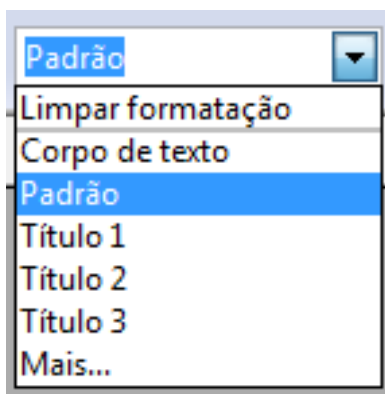 Padrão
Limpar formatação
Corpo de texto
Padrão
Título 1
Título 2
Título 3
Mais...